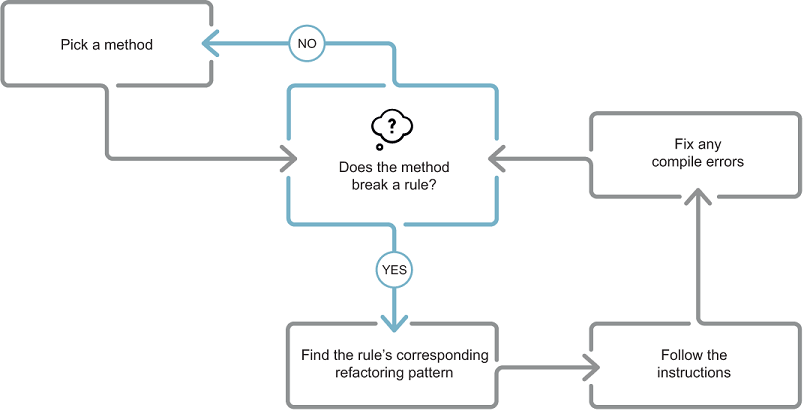 Pick a method
NO
?
Does the method
break a rule?
Fix any
compile errors
YES
Find the rule's corresponding
refactoring pattern
Follow the
instructions